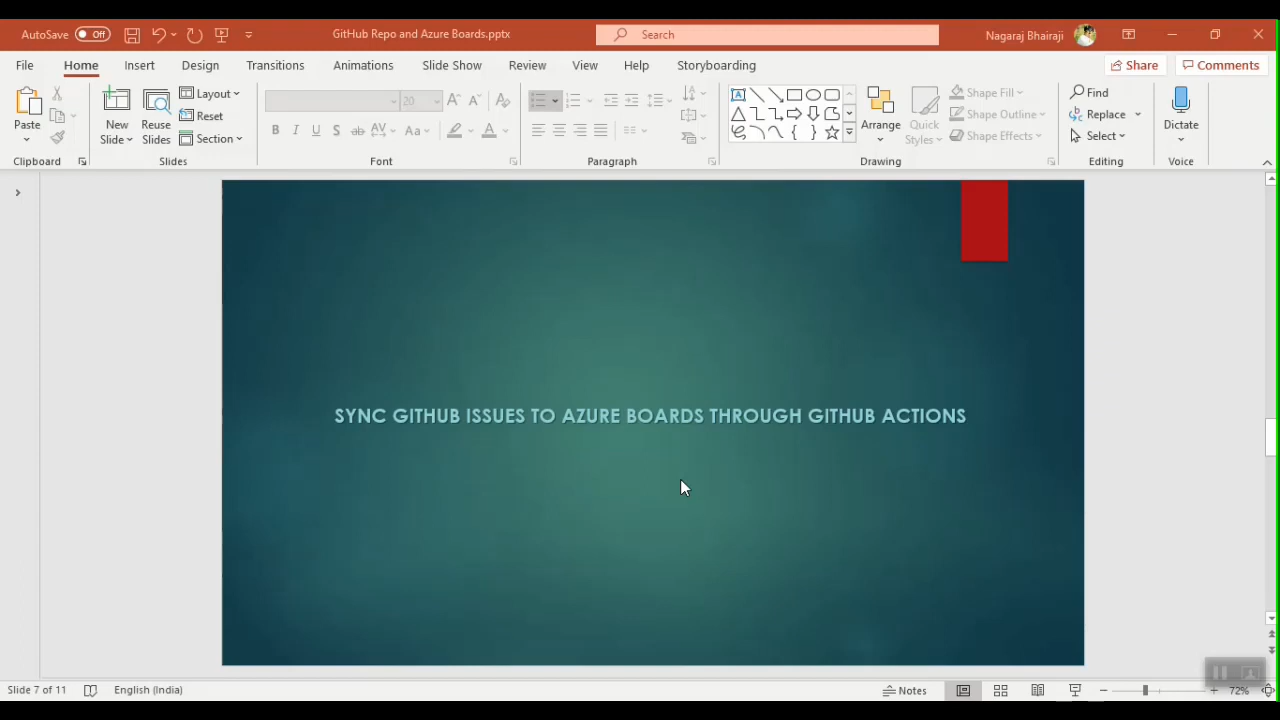 AutoSave Off GitHub Repo and Azure Boards.pptx Search Nagaraj Bhairaji
File Home Insert Design Transitions Animations Slide Show Review View Help Storyboarding Share Comments
Paste
New Slide
Reuse Slides
Layout
Reset
Section
20
Aa
Arrange
Quick Styles
Shape Fill
Shape Outline
Shape Effects
Find
Replace
Select
Dictate
Clipboard Slides Font Paragraph Drawing Editing Voice
SYNC GITHUB ISSUES TO AZURE BOARDS THROUGH GITHUB ACTIONS
Slide 7 of 11 English (India) Notes 72%